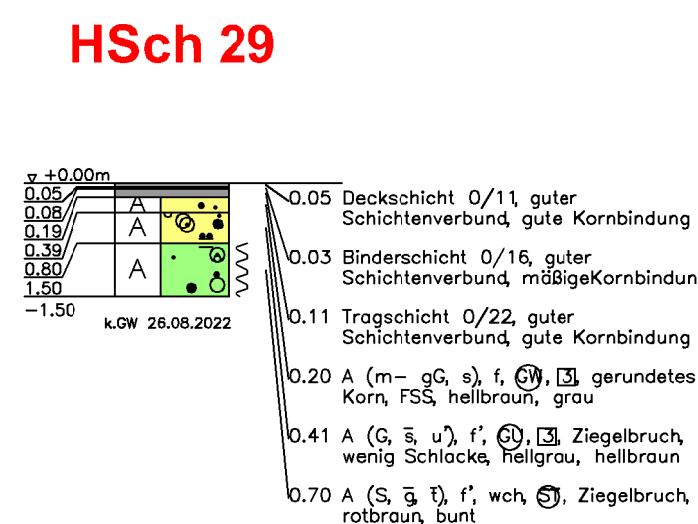 HSch 29
+0.00m
0.05
0.08
0.19
0.39
0.80
1.50
-1.50
A
A
A
k.GW 26.08.2022
0.05 Deckschicht 0/11, guter
Schichtenverbund, gute Kornbindung
0.03 Binderschicht 0/16, guter
Schichtenverbund, mäßigeKornbindun
0.11 Tragschicht 0/22, guter
Schichtenverbund, gute Kornbindung
0.20 A (m- gG, s), f, GW, 3, gerundetes
Korn, FSS, hellbraun, grau
0.41 A (G, s̅, u'), f', GU, 3, Ziegelbruch,
wenig Schlacke, hellgrau, hellbraun
0.70 A (S, g̅, t̅), f', wch, ST, Ziegelbruch,
rotbraun, bunt